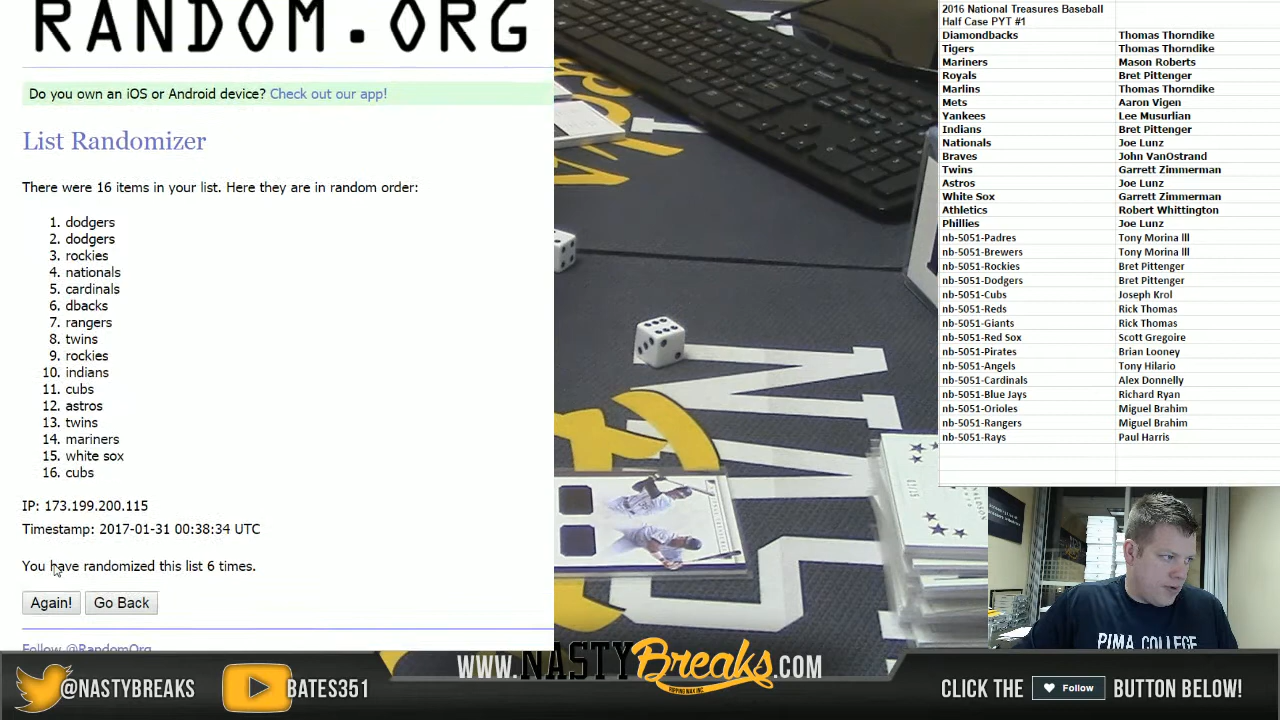 RANDOM.ORG
Do you own an iOS or Android device? Check out our app!
List Randomizer
There were 16 items in your list. Here they are in random order:
1. dodgers
2. dodgers
3. rockies
4. nationals
5. cardinals
6. dbacks
7. rangers
8. twins
9. rockies
10. indians
11. cubs
12. astros
13. twins
14. mariners
15. white sox
16. cubs
IP: 173.199.200.115
Timestamp: 2017-01-31 00:38:34 UTC
You have randomized this list 6 times.
Again! Go Back
Follow @RandomOrg
2016 National Treasures Baseball
Half Case PYT #1
Diamondbacks Thomas Thorndike
Tigers Thomas Thorndike
Mariners Mason Roberts
Royals Bret Pittenger
Marlins Thomas Thorndike
Mets Aaron Vigen
Yankees Lee Musurlian
Indians Bret Pittenger
Nationals Joe Lunz
Braves John VanOstrand
Twins Garrett Zimmerman
Astros Joe Lunz
White Sox Garrett Zimmerman
Athletics Robert Whittington
Phillies Joe Lunz
nb-5051-Padres Tony Morina lll
nb-5051-Brewers Tony Morina lll
nb-5051-Rockies Bret Pittenger
nb-5051-Dodgers Bret Pittenger
nb-5051-Cubs Joseph Krol
nb-5051-Reds Rick Thomas
nb-5051-Giants Rick Thomas
nb-5051-Red Sox Scott Gregoire
nb-5051-Pirates Brian Looney
nb-5051-Angels Tony Hilario
nb-5051-Cardinals Alex Donnelly
nb-5051-Blue Jays Richard Ryan
nb-5051-Orioles Miguel Brahim
nb-5051-Rangers Miguel Brahim
nb-5051-Rays Paul Harris
PIMA COLLEGE
@NASTYBREAKS
BATES351
WWW.NASTYBreaks.COM
CLICK THE Follow BUTTON BELOW!